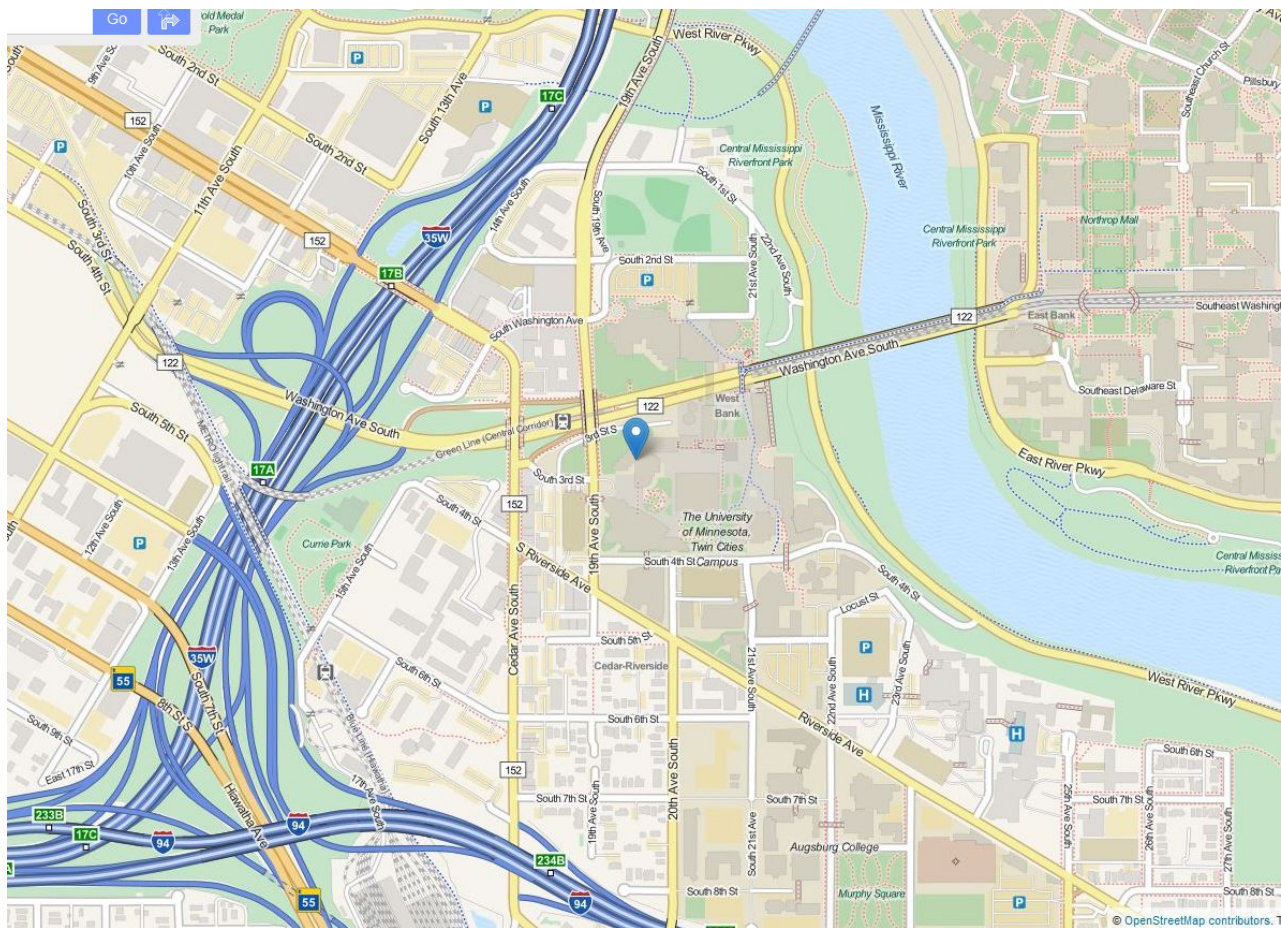 Go
old Medal
Park
West River Pkwy
South 2nd St
9th Ave South
152
South 13th Ave
17C
19th Ave South
Southeast Church St
Pillsbury
10th Ave South
South 2nd St
Mississippi River
Central Mississippi
Riverfront Park
11th Ave South
14th Ave South
South 1st St
South 19th Ave
22nd Ave South
Northrop Mall
South 3rd St
South 4th St
152
35W
Central Mississippi
Riverfront Park
17B
South 2nd St
21st Ave South
Southeast Washing
122
East Bank
South Washington Ave
122
Washington Ave South
Southeast Delaware St
Washington Ave South
West
Bank
122
South 5th St
METRO light rail
Green Line (Central Corridor)
3rd St S
East River Pkwy
17A
South 3rd St
152
South 4th St
12th Ave South
13th Ave South
Currie Park
19th Ave South
The University
of Minnesota,
Twin Cities
Campus
S Riverside Ave
South 4th St
South 4th St
Central Missis
Riverfront Pa
15th Ave South
Cedar Ave South
Locust St
35W
South 5th St
Cedar-Riverside
21st Ave South
22nd Ave South
23rd Ave South
H
55
South 7th St
8th St S
South 6th St
West River Pkwy
South 9th St
Blue Line (Hiawatha)
South 6th St
Riverside Ave
H
South 6th St
East 17th St
Hiawatha Ave
17th Ave South
152
South 7th St
19th Ave South
20th Ave South
South 7th St
South 21st Ave
25th Ave South
South 7th St
26th Ave South
27th Ave South
233B
17C
94
94
Augsburg College
234B
94
55
South 8th St
Murphy Square
P
South 8th St
© OpenStreetMap contributors. T